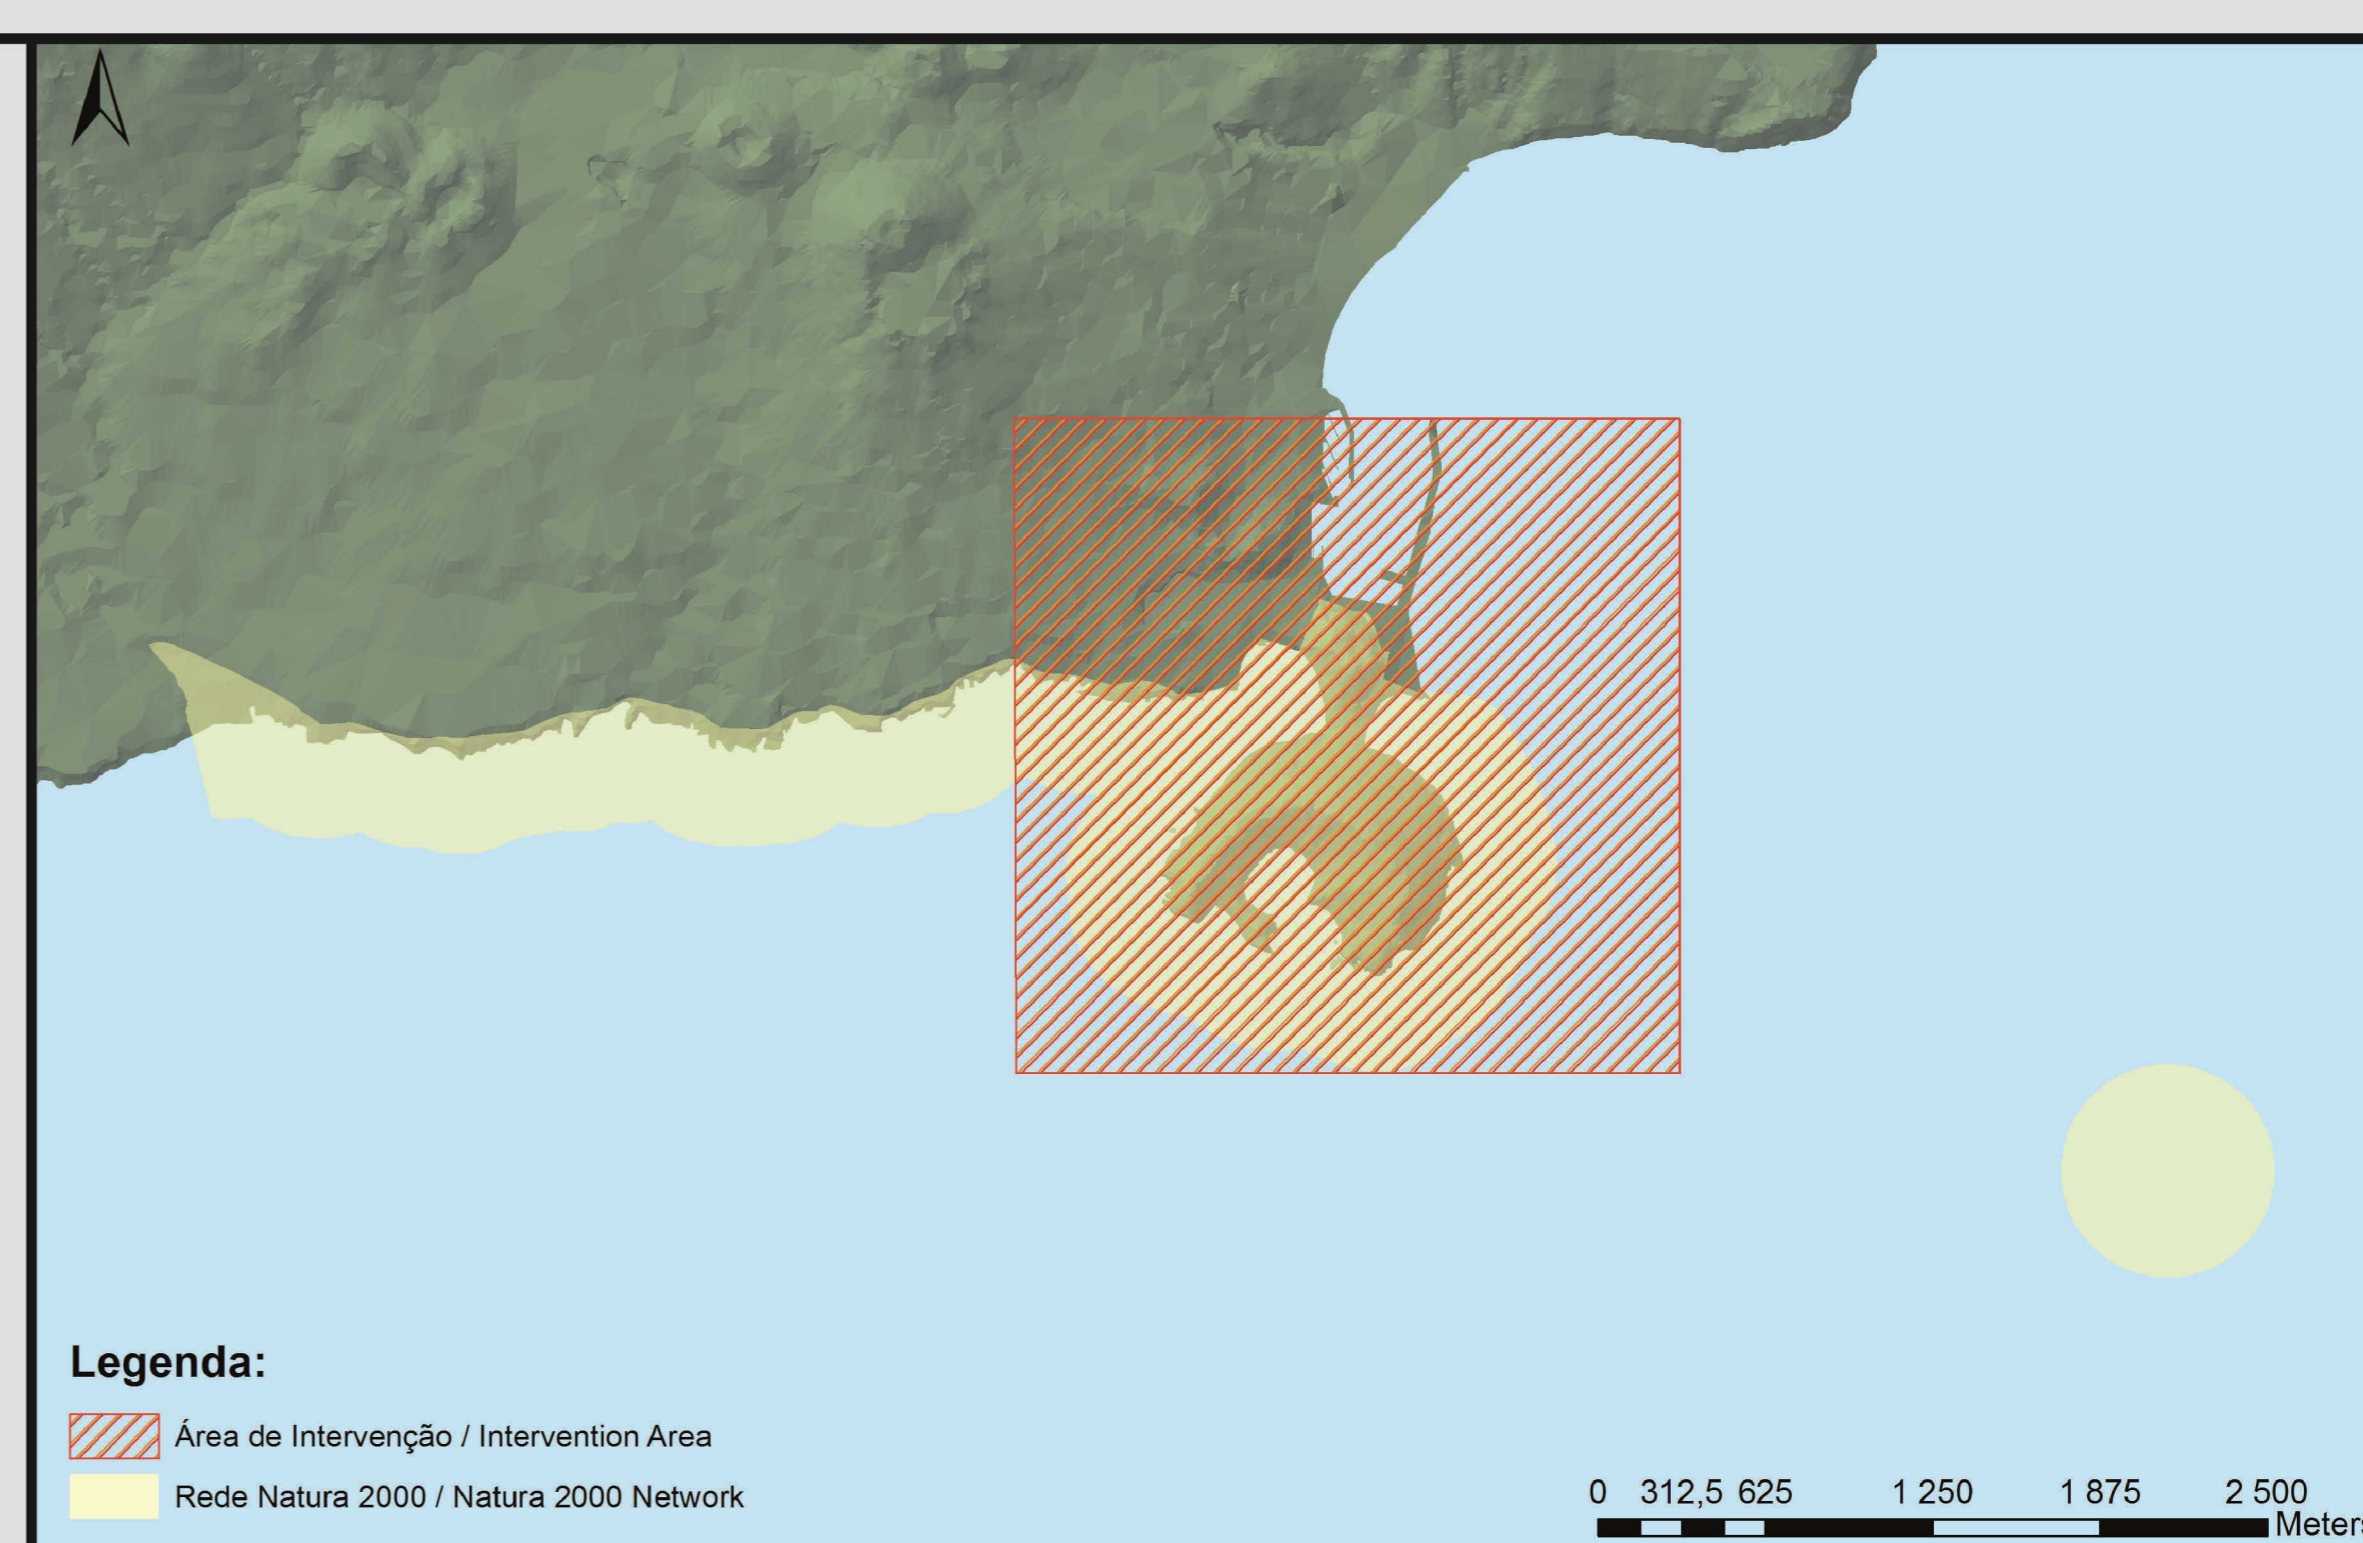 Legenda:
Área de Intervenção / Intervention Area
Rede Natura 2000 / Natura 2000 Network
0 312,5 625 1 250 1 875 2 500
Meters